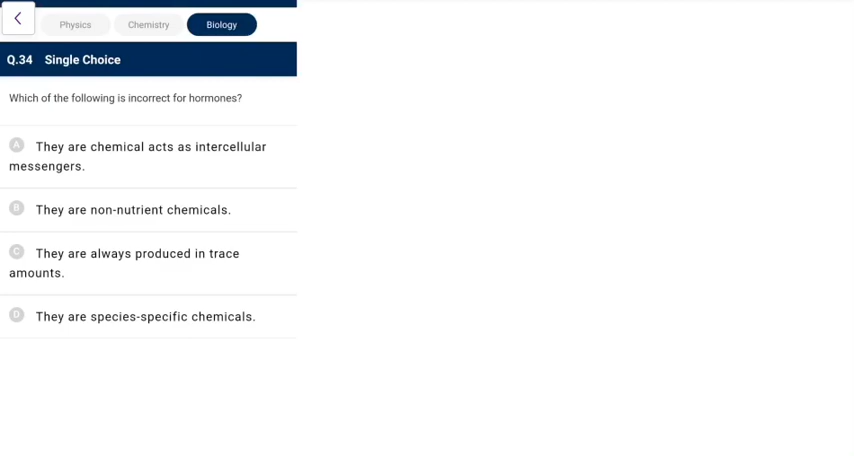 Physics Chemistry Biology
Q.34 Single Choice
Which of the following is incorrect for hormones?
A They are chemical acts as intercellular
messengers.
B They are non-nutrient chemicals.
C They are always produced in trace
amounts.
D They are species-specific chemicals.